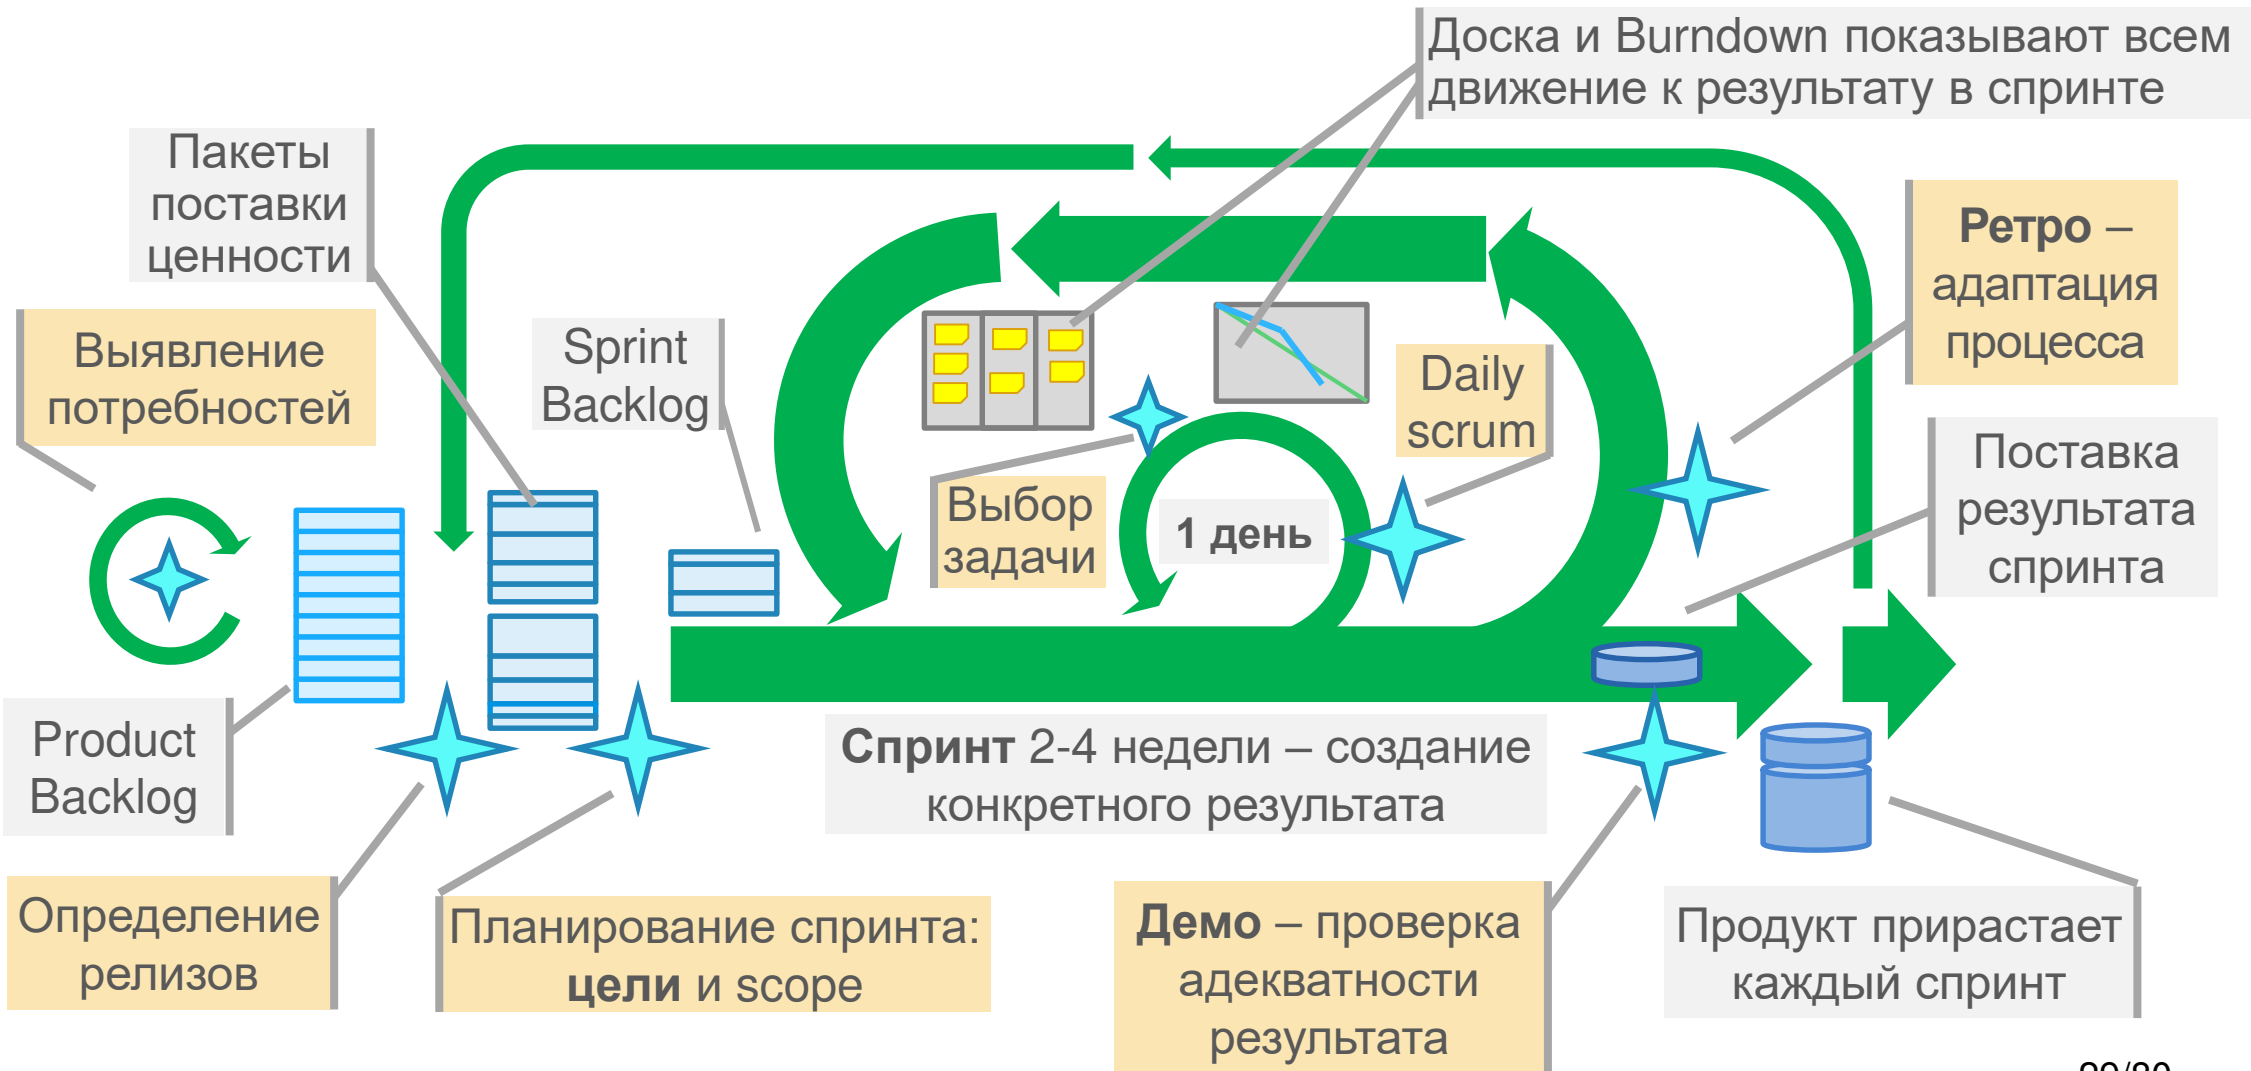 Доска и Burndown показывают всем
движение к результату в спринте
Пакеты
поставки
ценности
Ретро –
адаптация
процесса
Выявление
потребностей
Sprint
Backlog
Daily
scrum
Поставка
результата
спринта
Выбор
задачи
1 день
Product
Backlog
Спринт 2-4 недели – создание
конкретного результата
Определение
релизов
Планирование спринта:
цели и scope
Демо – проверка
адекватности
результата
Продукт прирастает
каждый спринт